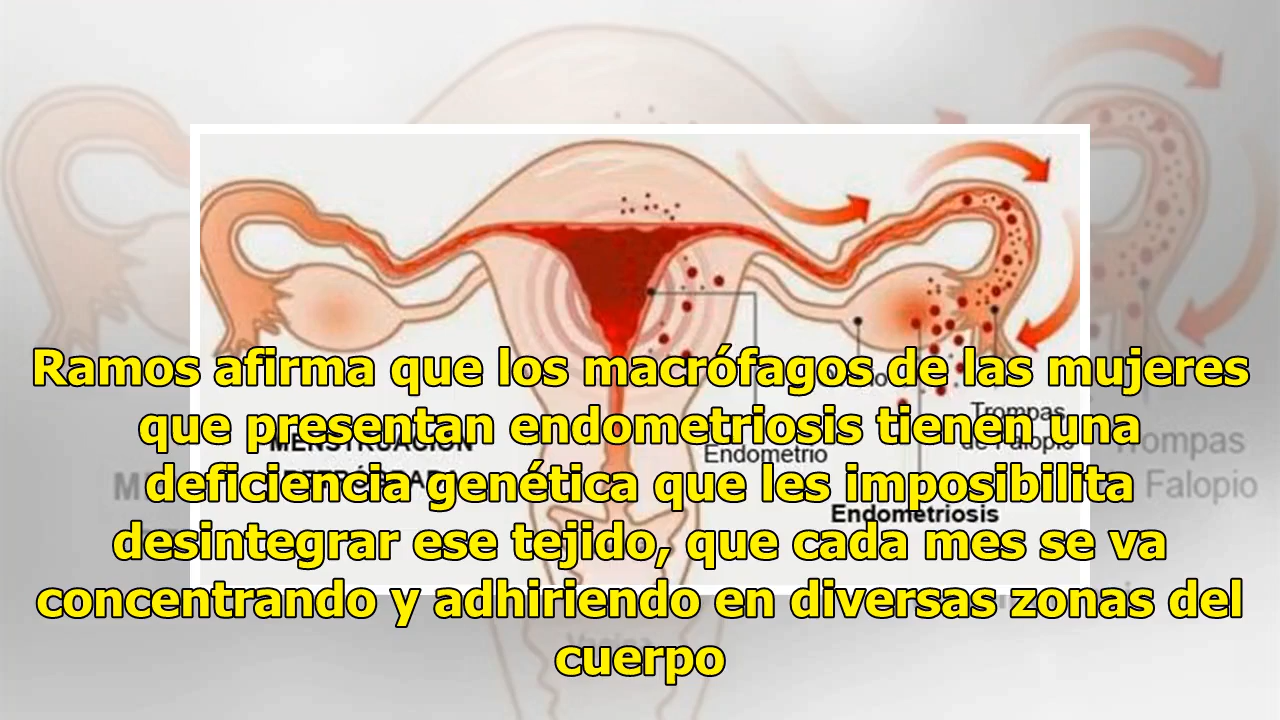 Ramos afirma que los macrófagos de las mujeres
que presentan endometriosis tienen una
deficiencia genética que les imposibilita
desintegrar ese tejido, que cada mes se va
concentrando y adhiriendo en diversas zonas del
cuerpo
MENSTRUACIÓN
Endometrio
Trompas
de Falopio
Endometriosis
Trompas
Falopio